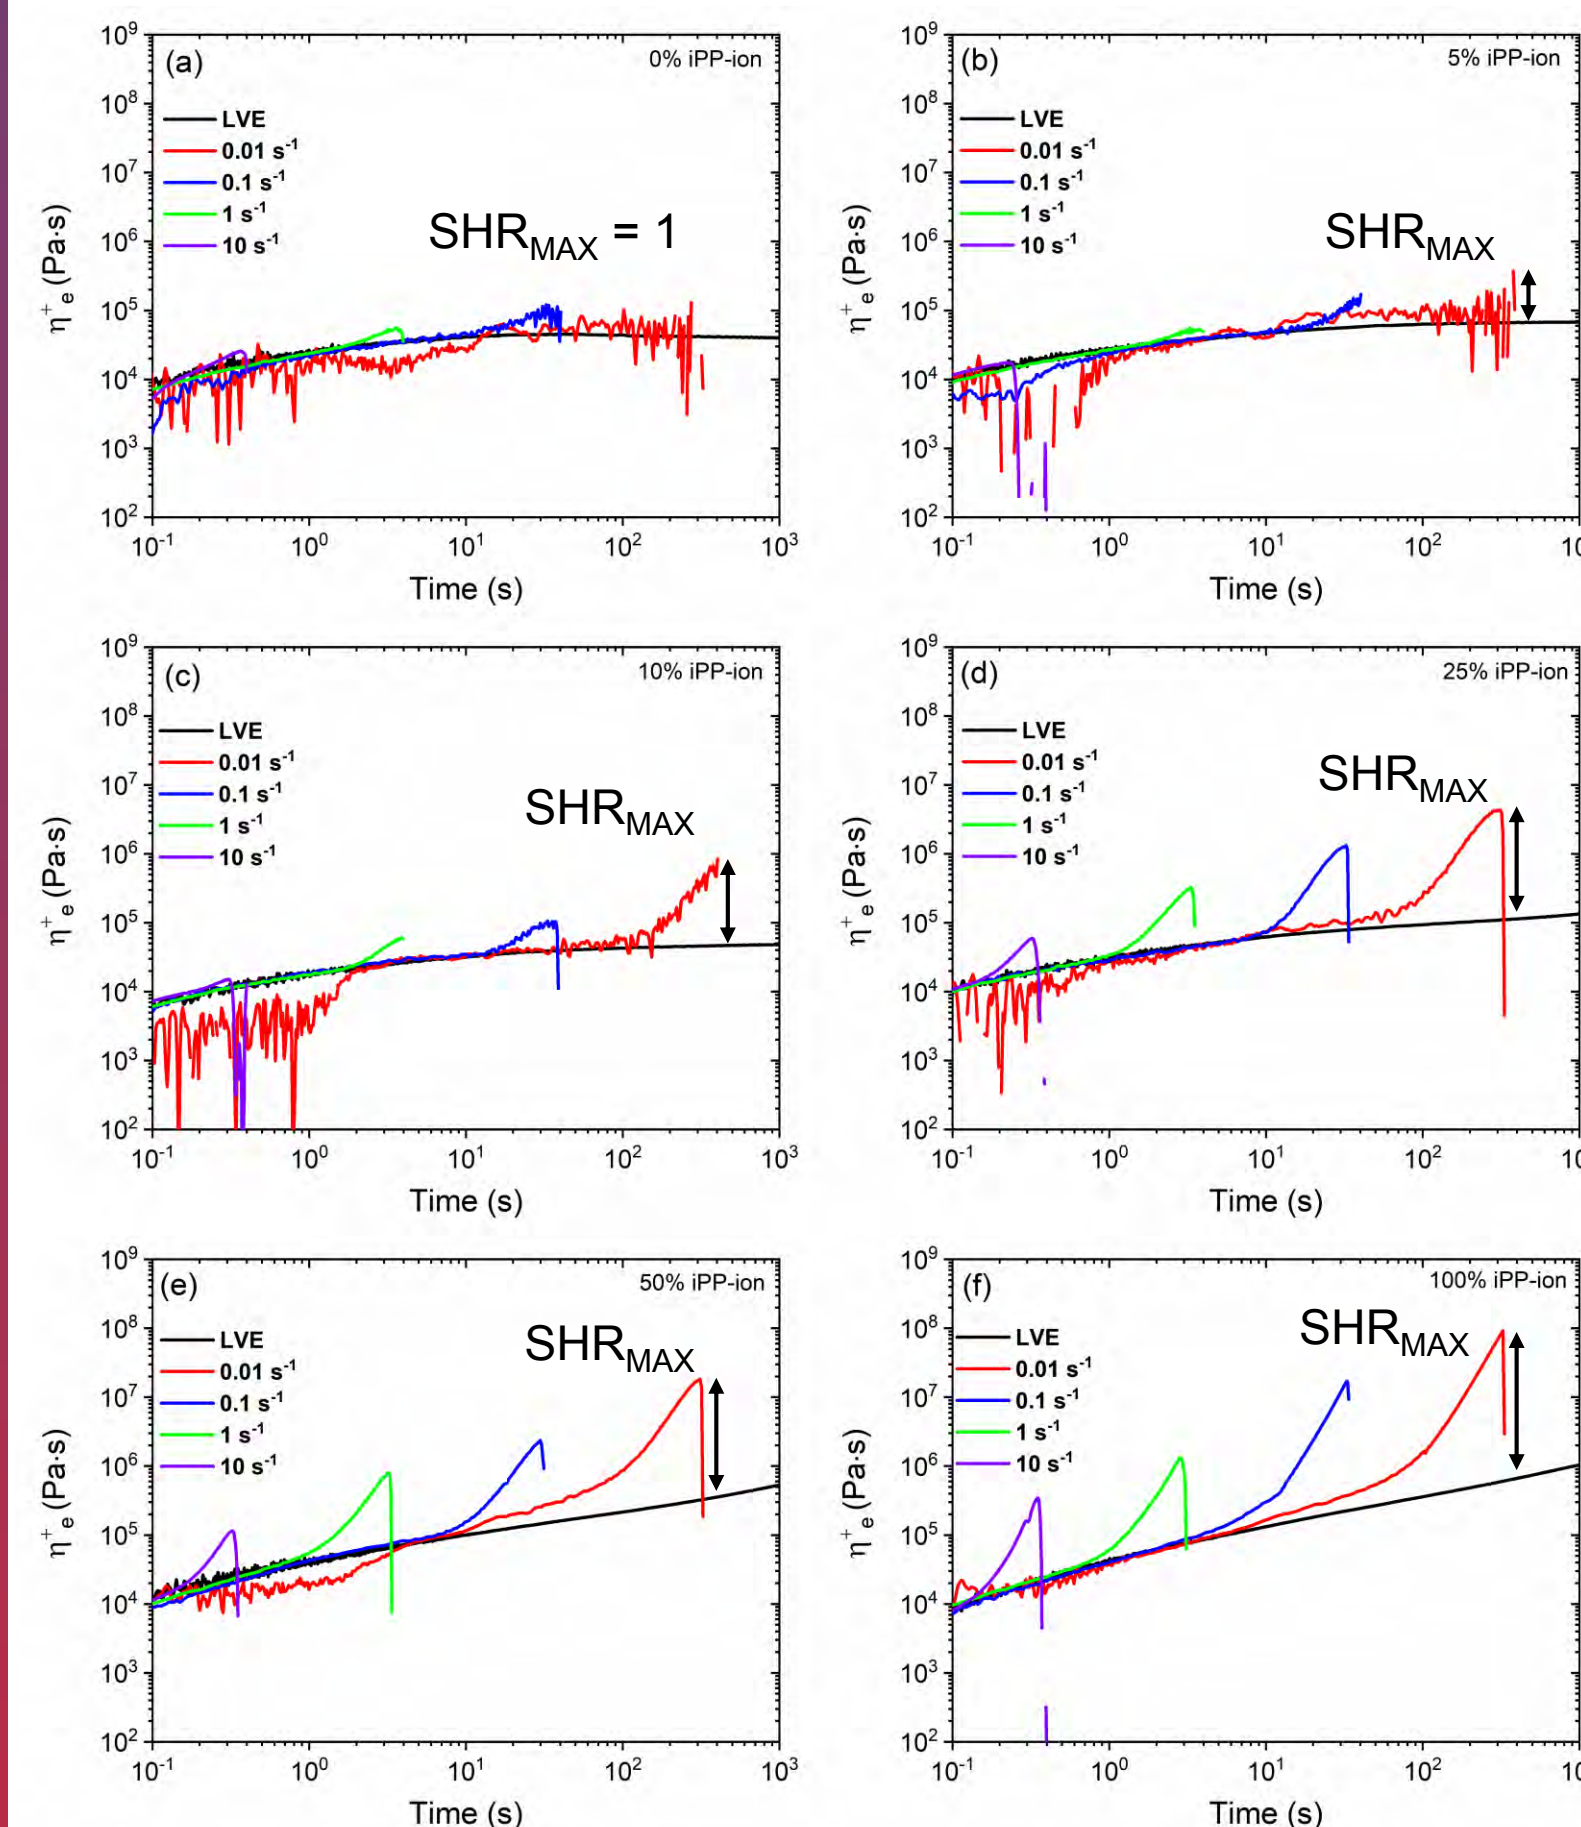 (a)
0% iPP-ion
LVE
0.01 s⁻¹
0.1 s⁻¹
1 s⁻¹
10 s⁻¹
SHR_MAX = 1
10⁹
10⁸
10⁷
10⁶
10⁵
10⁴
10³
10²
η⁺ₑ (Pa·s)
10⁻¹ 10⁰ 10¹ 10² 10³
Time (s)
(b)
5% iPP-ion
LVE
0.01 s⁻¹
0.1 s⁻¹
1 s⁻¹
10 s⁻¹
SHR_MAX
10⁹
10⁸
10⁷
10⁶
10⁵
10⁴
10³
10²
η⁺ₑ (Pa·s)
10⁻¹ 10⁰ 10¹ 10²
Time (s)
(c)
10% iPP-ion
LVE
0.01 s⁻¹
0.1 s⁻¹
1 s⁻¹
10 s⁻¹
SHR_MAX
10⁹
10⁸
10⁷
10⁶
10⁵
10⁴
10³
10²
η⁺ₑ (Pa·s)
10⁻¹ 10⁰ 10¹ 10² 10³
Time (s)
(d)
25% iPP-ion
LVE
0.01 s⁻¹
0.1 s⁻¹
1 s⁻¹
10 s⁻¹
SHR_MAX
10⁹
10⁸
10⁷
10⁶
10⁵
10⁴
10³
10²
η⁺ₑ (Pa·s)
10⁻¹ 10⁰ 10¹ 10²
Time (s)
(e)
50% iPP-ion
LVE
0.01 s⁻¹
0.1 s⁻¹
1 s⁻¹
10 s⁻¹
SHR_MAX
10⁹
10⁸
10⁷
10⁶
10⁵
10⁴
10³
10²
η⁺ₑ (Pa·s)
10⁻¹ 10⁰ 10¹ 10² 10³
Time (s)
(f)
100% iPP-ion
LVE
0.01 s⁻¹
0.1 s⁻¹
1 s⁻¹
10 s⁻¹
SHR_MAX
10⁹
10⁸
10⁷
10⁶
10⁵
10⁴
10³
10²
η⁺ₑ (Pa·s)
10⁻¹ 10⁰ 10¹ 10²
Time (s)